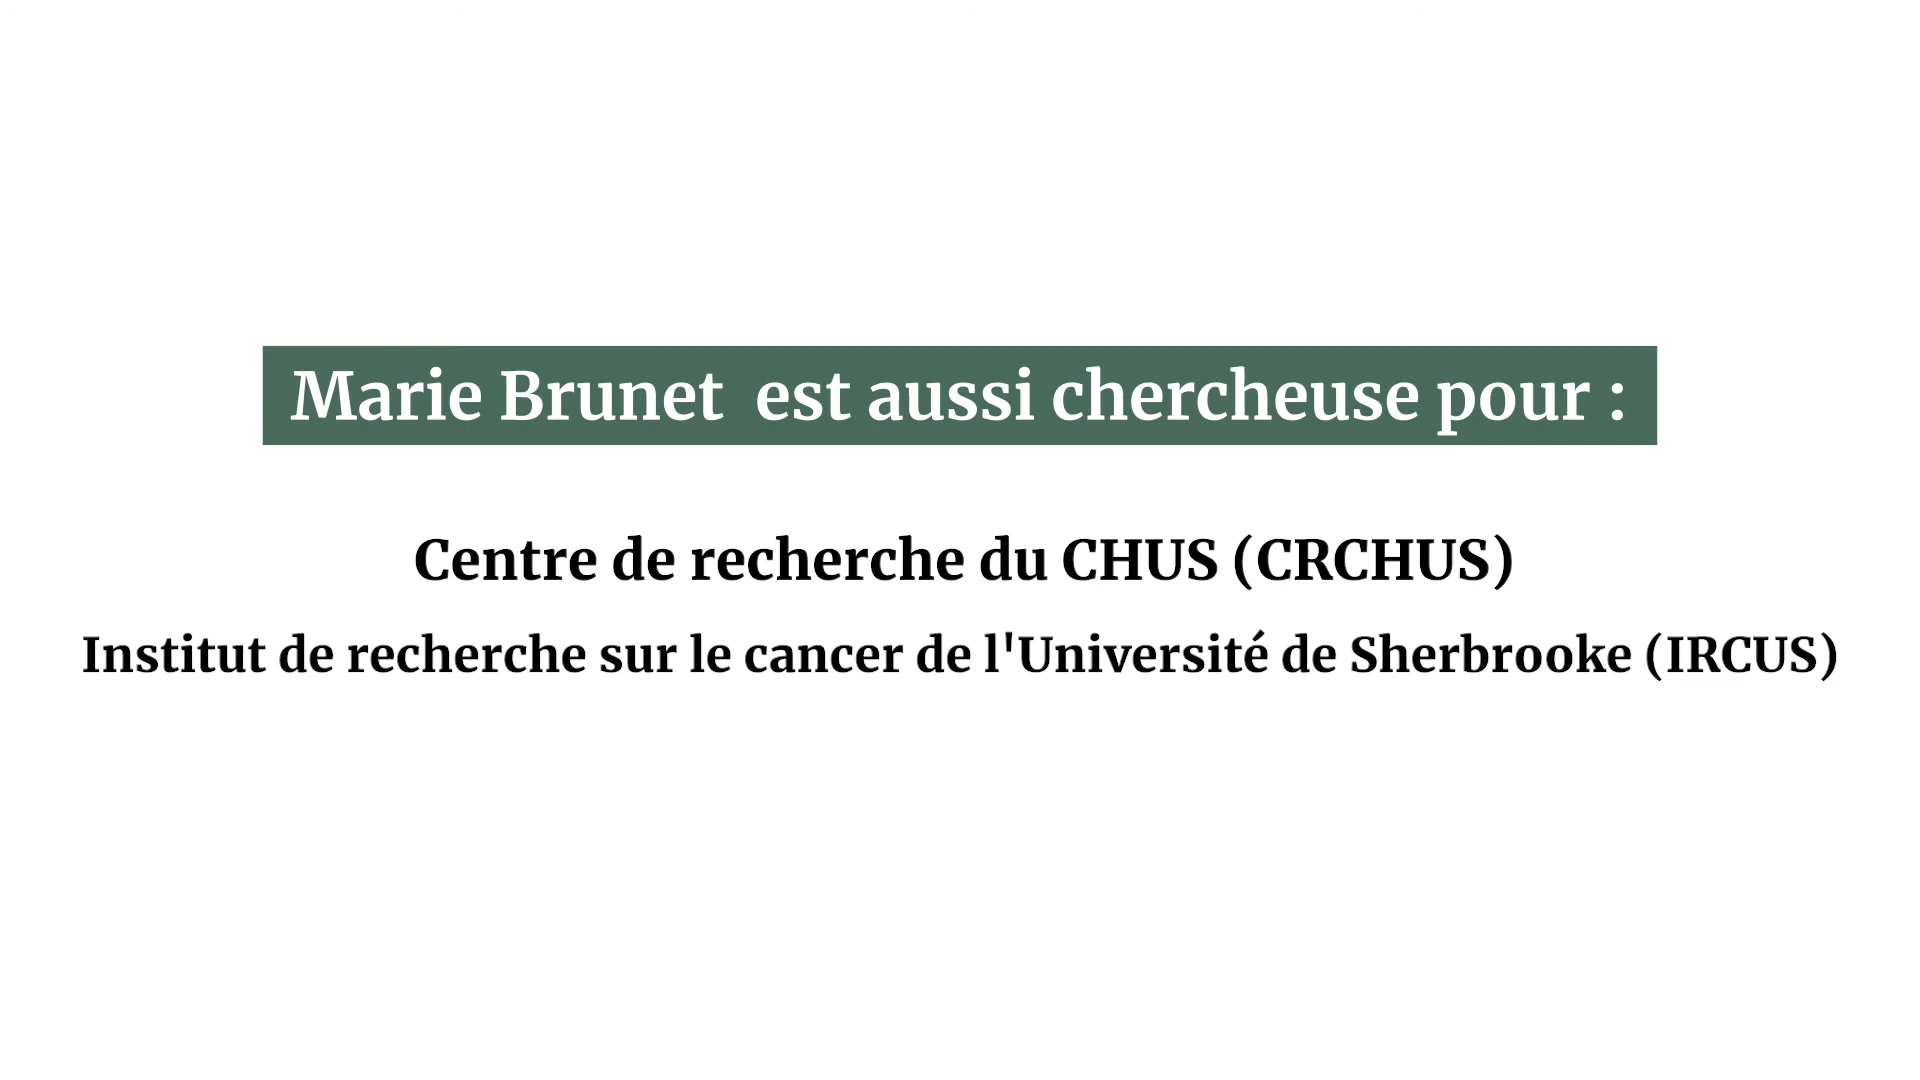 Marie Brunet  est aussi chercheuse pour :
Centre de recherche du CHUS (CRCHUS)
Institut de recherche sur le cancer de l'Université de Sherbrooke (IRCUS)